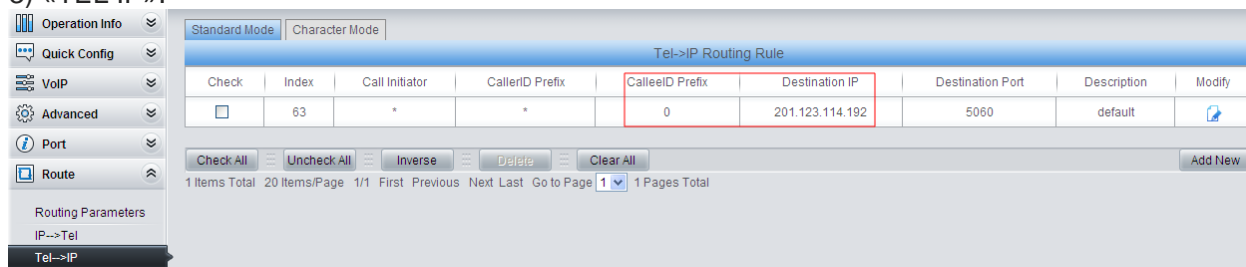 Operation Info
Quick Config
VoIP
Advanced
Port
Route
Routing Parameters
IP-->Tel
Tel-->IP
Standard Mode Character Mode
Tel->IP Routing Rule
Check Index Call Initiator CallerID Prefix CalleeID Prefix Destination IP Destination Port Description Modify
63 * * 0 201.123.114.192 5060 default
Check All Uncheck All Inverse Delete Clear All Add New
1 Items Total 20 Items/Page 1/1 First Previous Next Last Go to Page 1 1 Pages Total